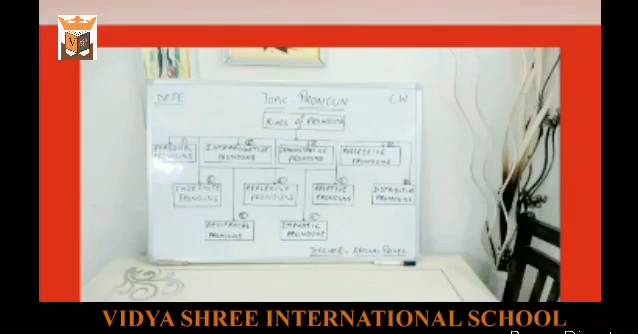 DATE
TOPIC - PRONOUN
C.W
KINDS OF PRONOUNS
PERSONAL PRONOUNS
INTERROGATIVE PRONOUNS
DEMONSTRATIVE PRONOUNS
POSSESSIVE PRONOUNS
INDEFINITE PRONOUNS
REFLEXIVE PRONOUNS
RELATIVE PRONOUNS
DISTRIBUTIVE PRONOUNS
RECIPROCAL PRONOUNS
EMPHATIC PRONOUNS
TEACHER -
VIDYA SHREE INTERNATIONAL SCHOOL